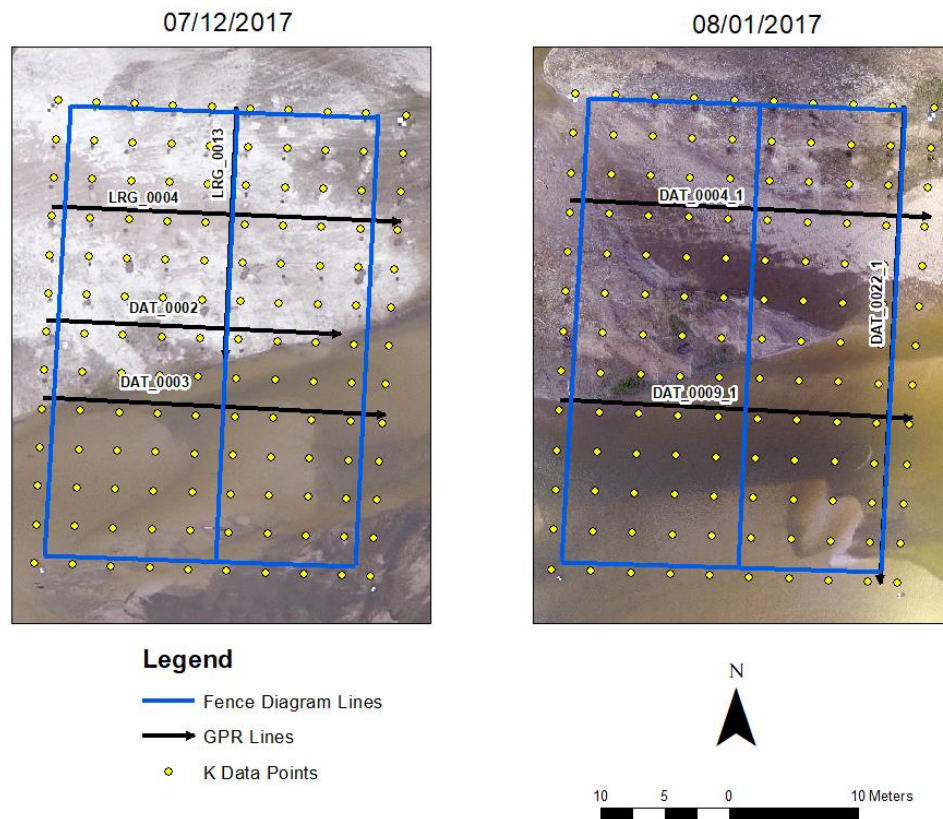 07/12/2017
08/01/2017
LRG_0013
LRG_0004
DAT_0002
DAT_0003
DAT_0004_1
DAT_0022_1
DAT_0009_1
Legend
Fence Diagram Lines
GPR Lines
K Data Points
N
10 5 0 10 Meters